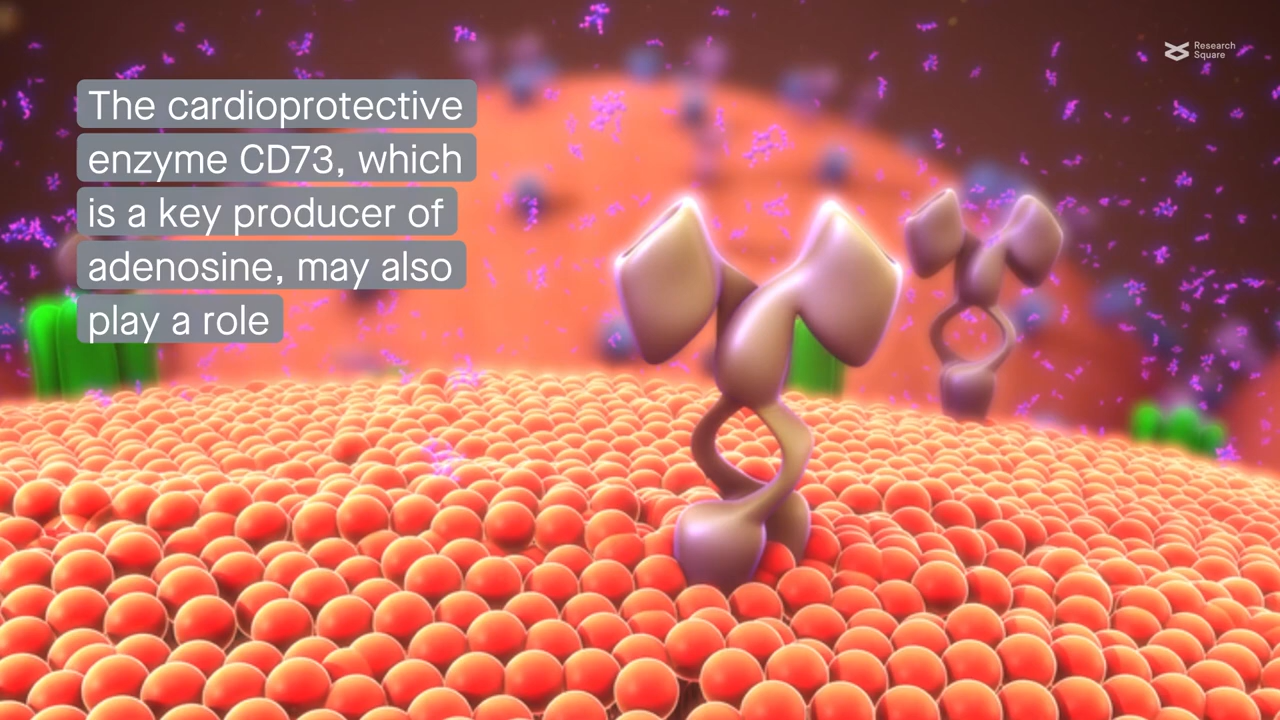 The cardioprotective
enzyme CD73, which
is a key producer of
adenosine, may also
play a role
Research
Square